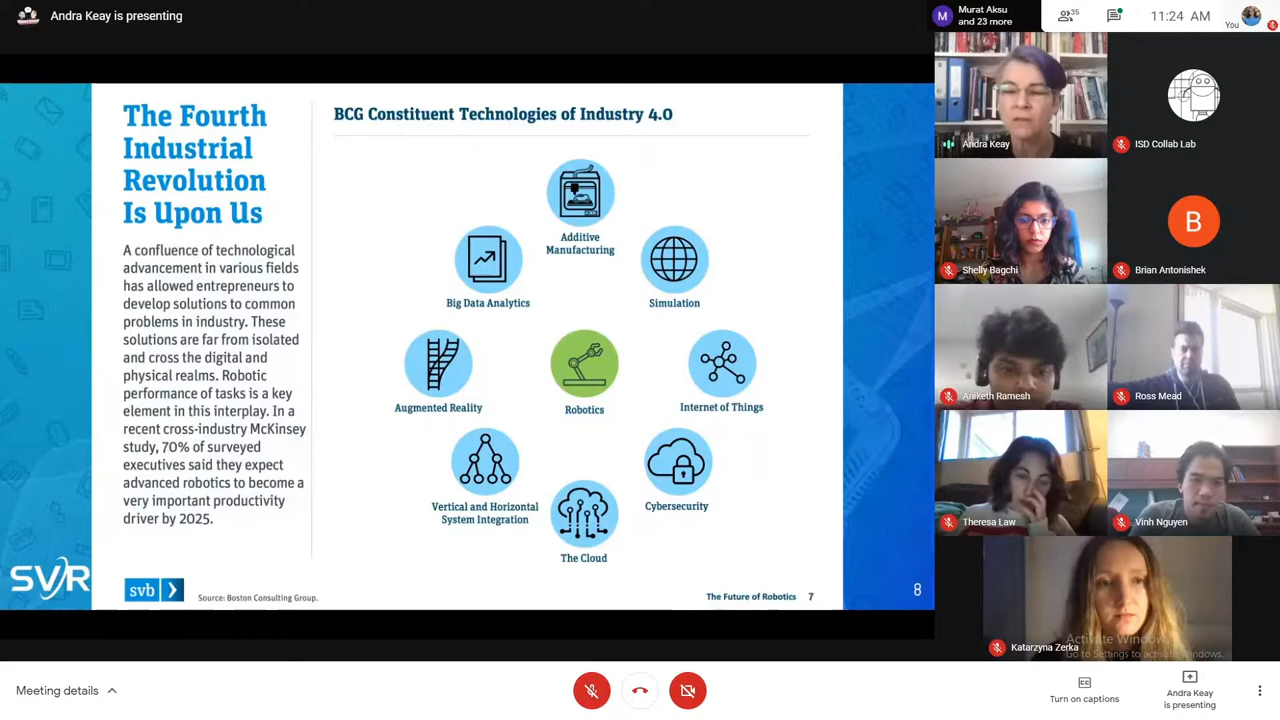 Andra Keay is presenting
Murat Aksu
and 23 more
35
11:24 AM
You
M
The Fourth
Industrial
Revolution
Is Upon Us
A confluence of technological
advancement in various fields
has allowed entrepreneurs to
develop solutions to common
problems in industry. These
solutions are far from isolated
and cross the digital and
physical realms. Robotic
performance of tasks is a key
element in this interplay. In a
recent cross-industry McKinsey
study, 70% of surveyed
executives said they expect
advanced robotics to become a
very important productivity
driver by 2025.
BCG Constituent Technologies of Industry 4.0
Additive
Manufacturing
Big Data Analytics
Simulation
Augmented Reality
Robotics
Internet of Things
Vertical and Horizontal
System Integration
Cybersecurity
The Cloud
SVR
svb
Source: Boston Consulting Group.
The Future of Robotics 7
8
Andra Keay
ISD Collab Lab
Shelly Bagchi
B
Brian Antonishek
Aniketh Ramesh
Ross Mead
Theresa Law
Vinh Nguyen
Katarzyna Zerka
Activate Windows
Go to Settings to activate Windows.
Meeting details
CC
Turn on captions
Andra Keay
is presenting